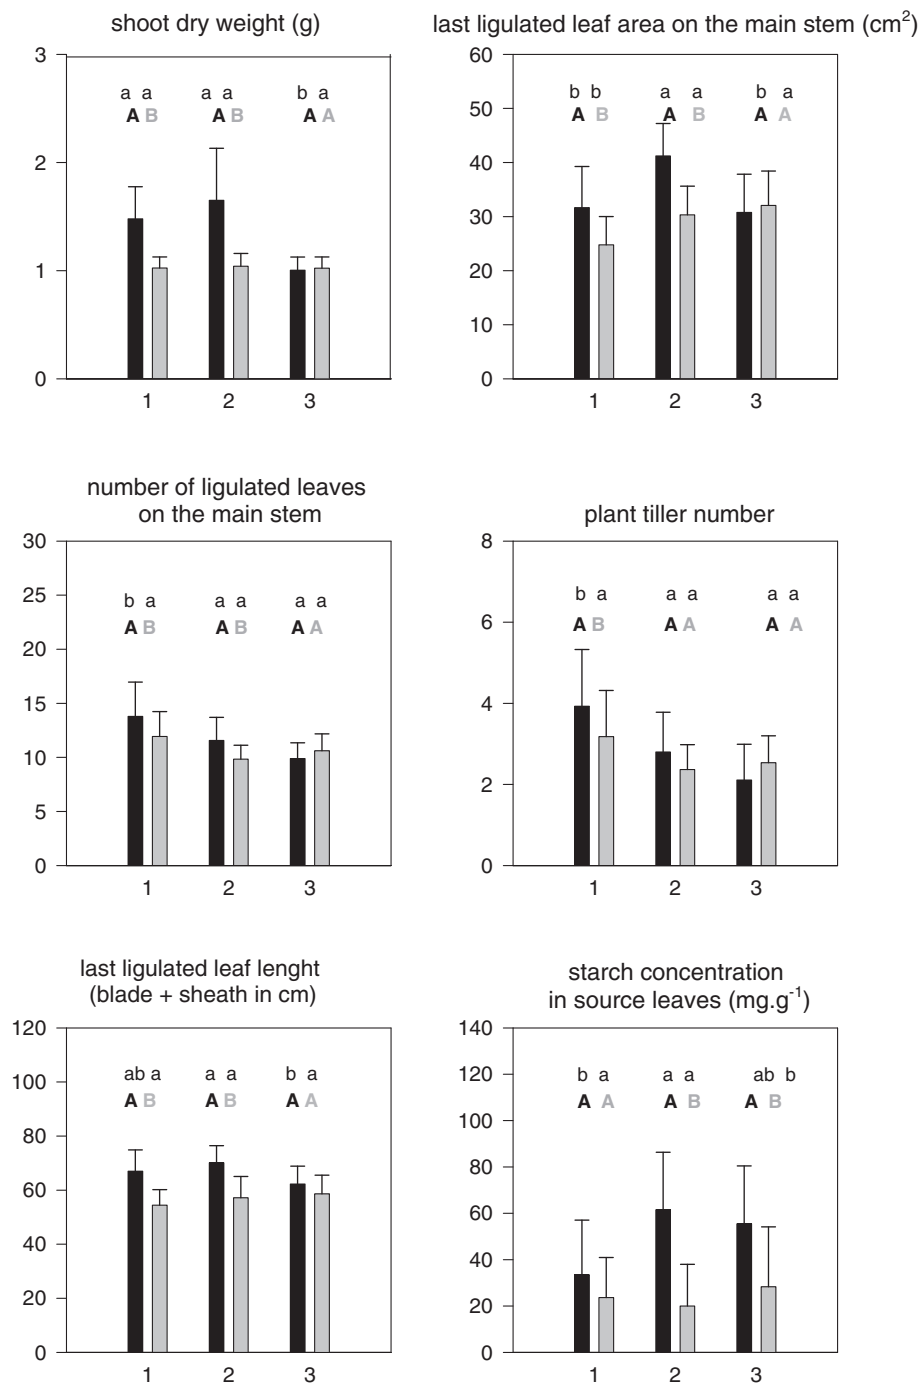 shoot dry weight (g)
3
2
1
0
a a a a b a
A B A B A A
1 2 3
last ligulated leaf area on the main stem (cm²)
60
50
40
30
20
10
0
b b a a b a
A B A B A A
1 2 3
number of ligulated leaves
on the main stem
30
25
20
15
10
5
0
b a a a a a
A B A B A A
1 2 3
plant tiller number
8
6
4
2
0
b a a a a a
A B A A A A
1 2 3
last ligulated leaf lenght
(blade + sheath in cm)
120
100
80
60
40
20
0
ab a a a b a
A B A B A A
1 2 3
starch concentration
in source leaves (mg.g⁻¹)
140
120
100
80
60
40
20
0
b a a a ab b
A A A B A B
1 2 3